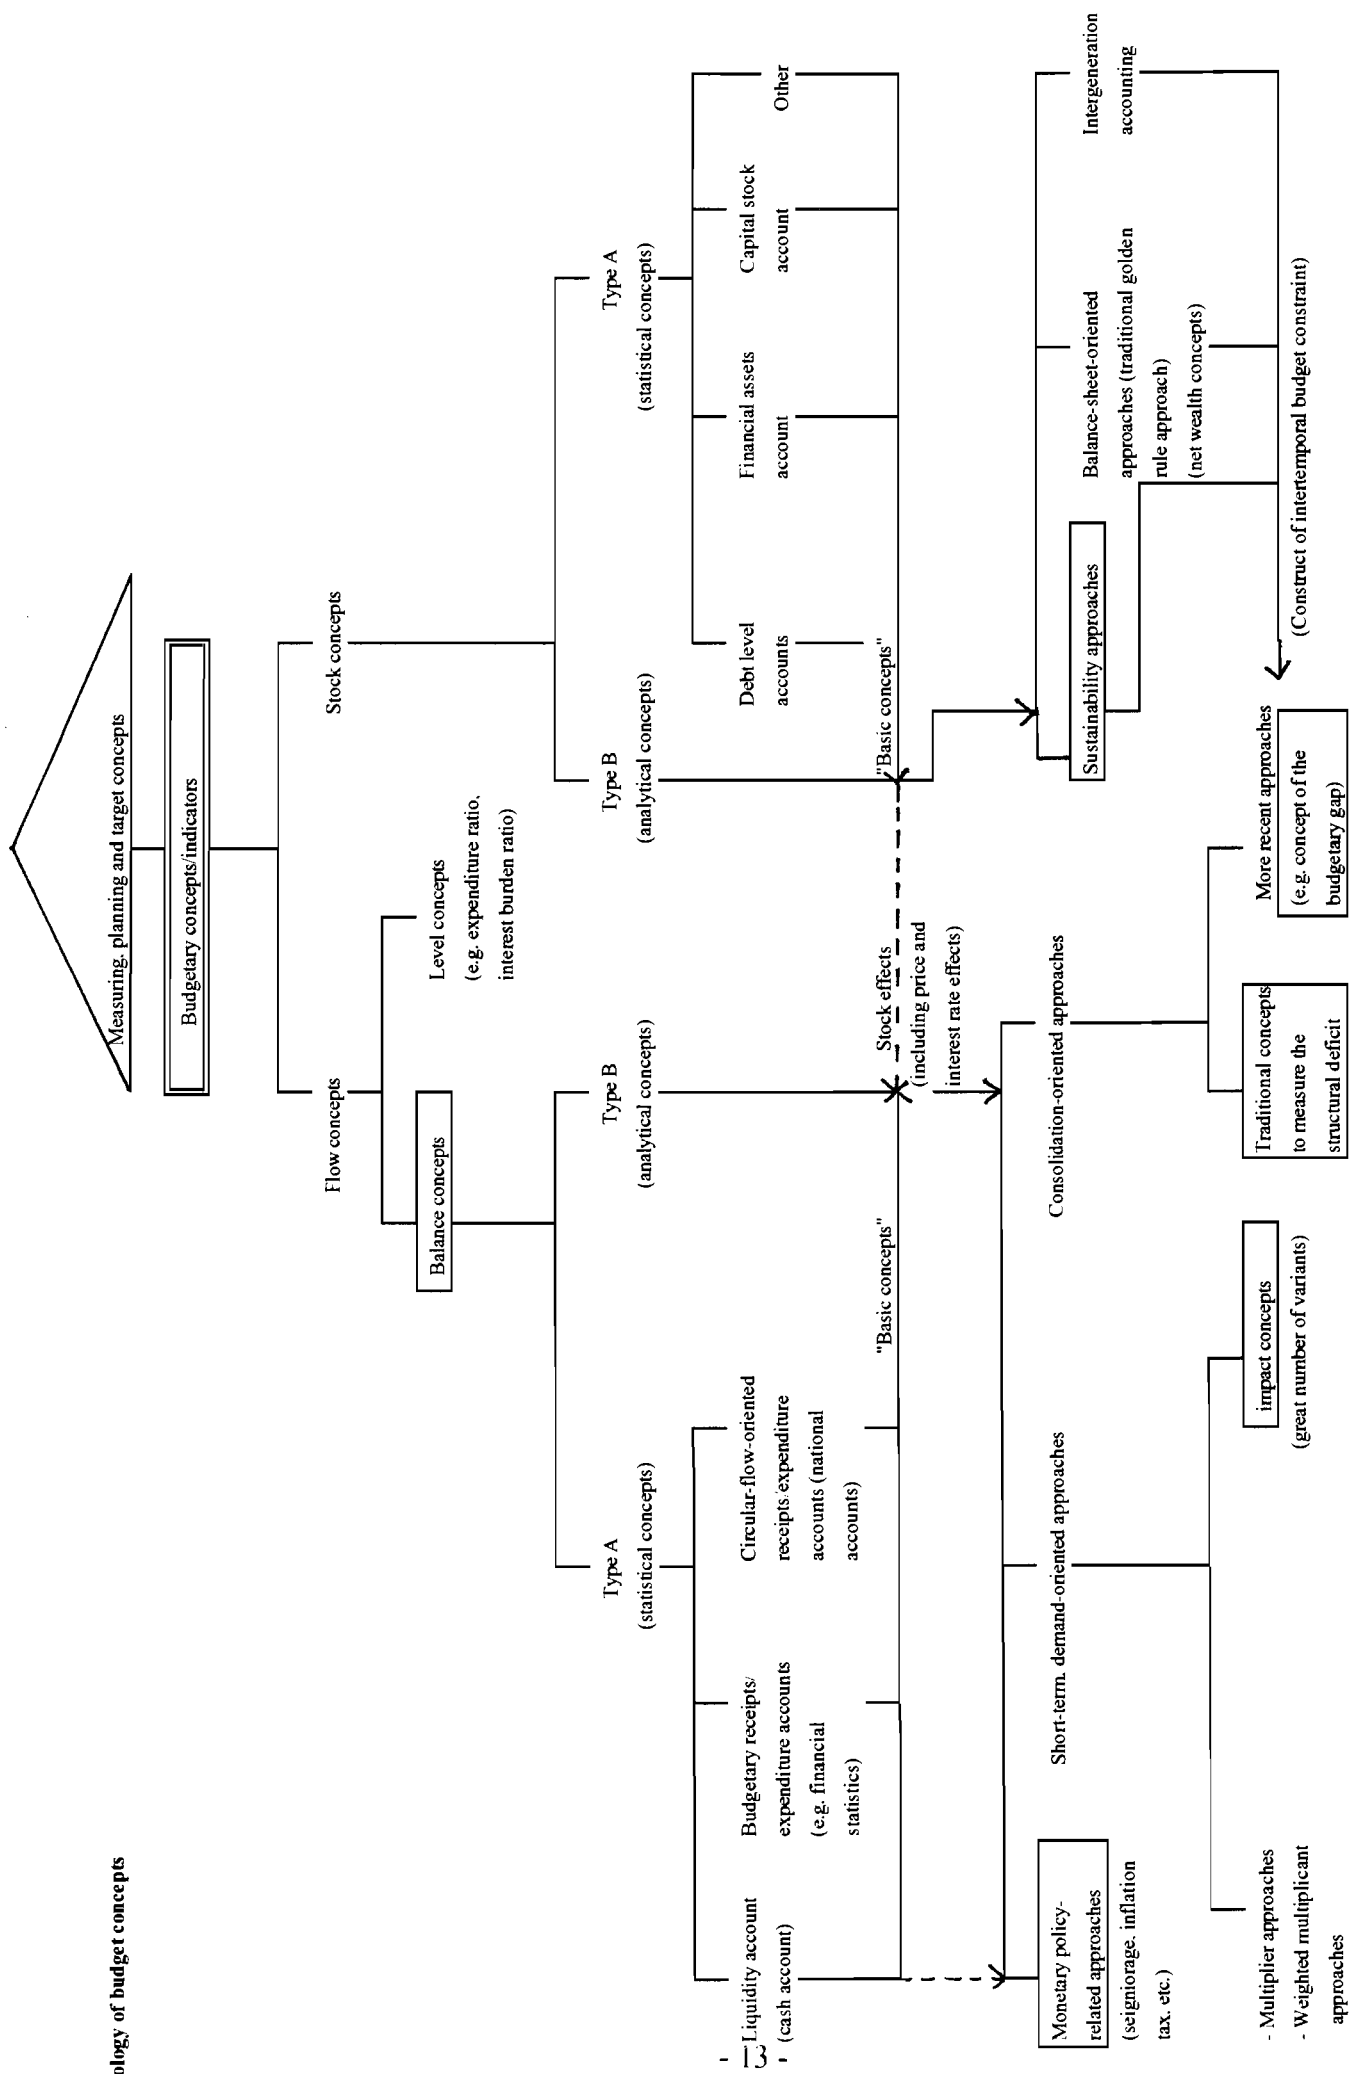 ology of budget concepts
Measuring, planning and target concepts
Budgetary concepts/indicators
Flow concepts
Stock concepts
Balance concepts
Level concepts
(e.g. expenditure ratio,
interest burden ratio)
Type A
(statistical concepts)
Type B
(analytical concepts)
Type B
(analytical concepts)
Type A
(statistical concepts)
Liquidity account
(cash account)
Budgetary receipts/
expenditure accounts
(e.g. financial
statistics)
Circular-flow-oriented
receipts/expenditure
accounts (national
accounts)
Debt level
accounts
Financial assets
account
Capital stock
account
Other
"Basic concepts"
Stock effects
(including price and
interest rate effects)
"Basic concepts"
Monetary policy-
related approaches
(seigniorage, inflation
tax, etc.)
Short-term, demand-oriented approaches
Consolidation-oriented approaches
Sustainability approaches
Balance-sheet-oriented
approaches (traditional golden
rule approach)
(net wealth concepts)
Intergeneration
accounting
- Multiplier approaches
- Weighted multiplicant
approaches
impact concepts
(great number of variants)
Traditional concepts
to measure the
structural deficit
More recent approaches
(e.g. concept of the
budgetary gap)
(Construct of intertemporal budget constraint)
- 13 -